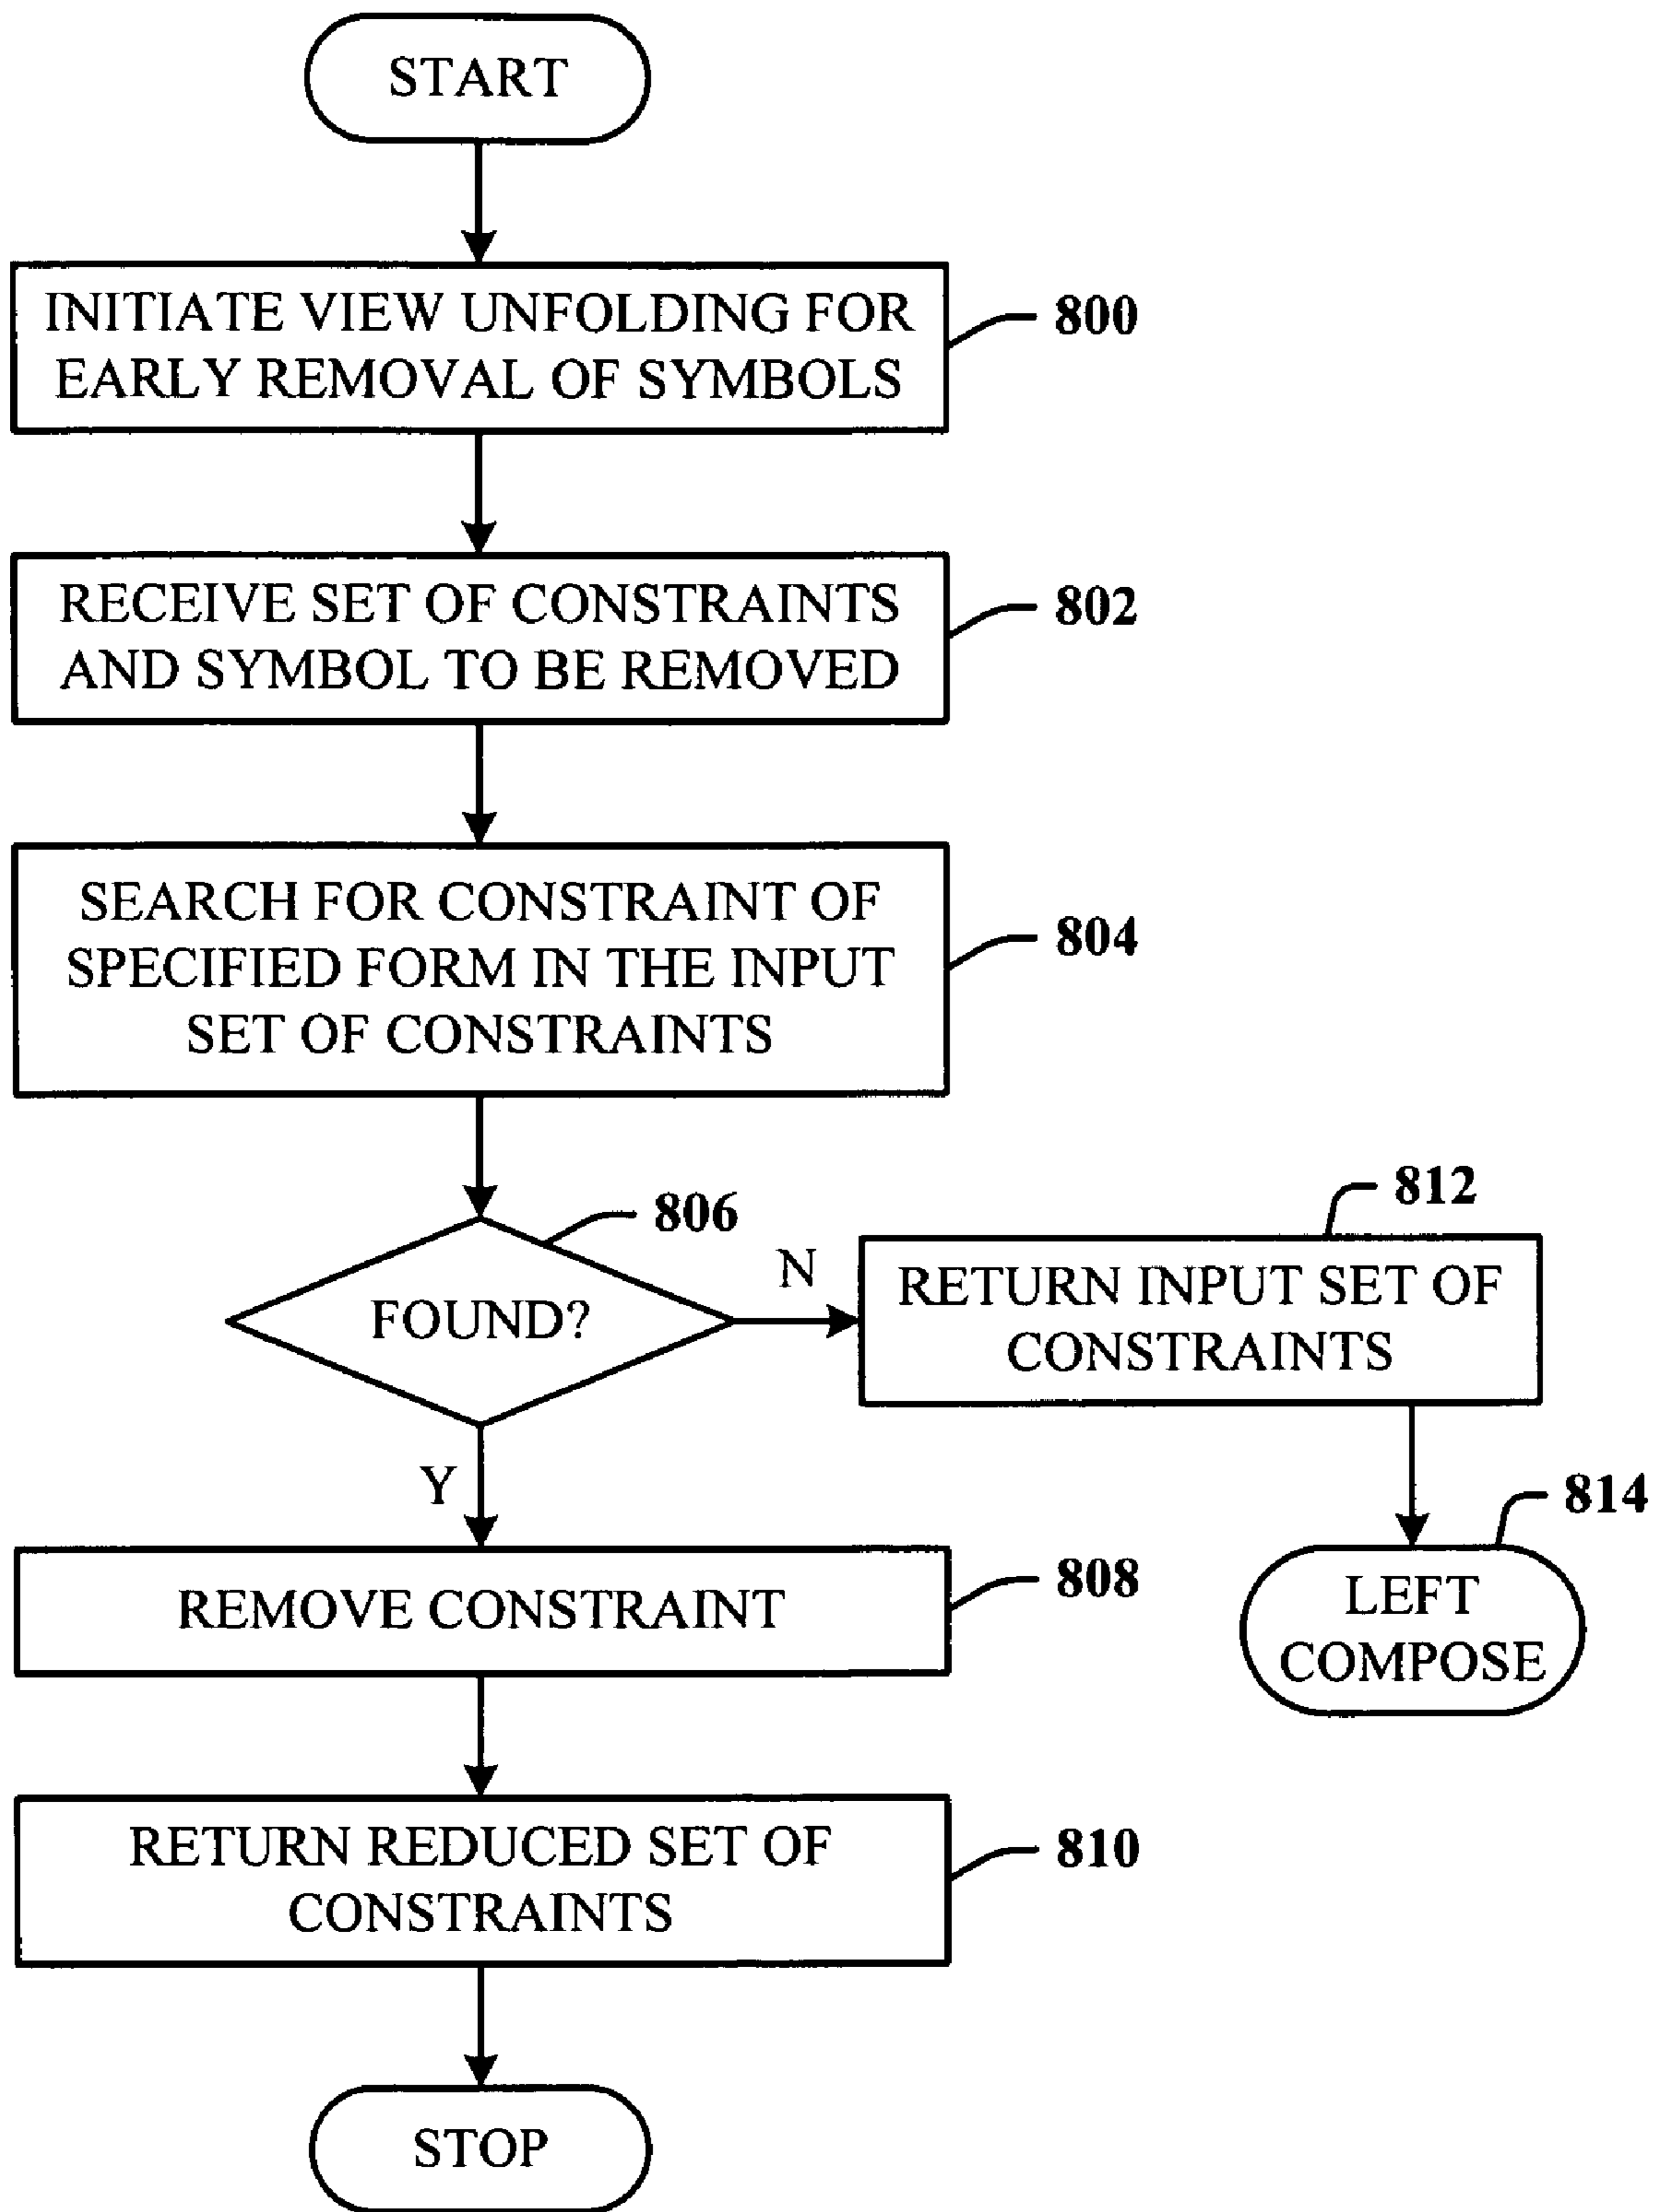 START
INITIATE VIEW UNFOLDING FOR
EARLY REMOVAL OF SYMBOLS
800
RECEIVE SET OF CONSTRAINTS
AND SYMBOL TO BE REMOVED
802
SEARCH FOR CONSTRAINT OF
SPECIFIED FORM IN THE INPUT
SET OF CONSTRAINTS
804
806
FOUND?
N
812
RETURN INPUT SET OF
CONSTRAINTS
Y
814
LEFT
COMPOSE
REMOVE CONSTRAINT
808
RETURN REDUCED SET OF
CONSTRAINTS
810
STOP